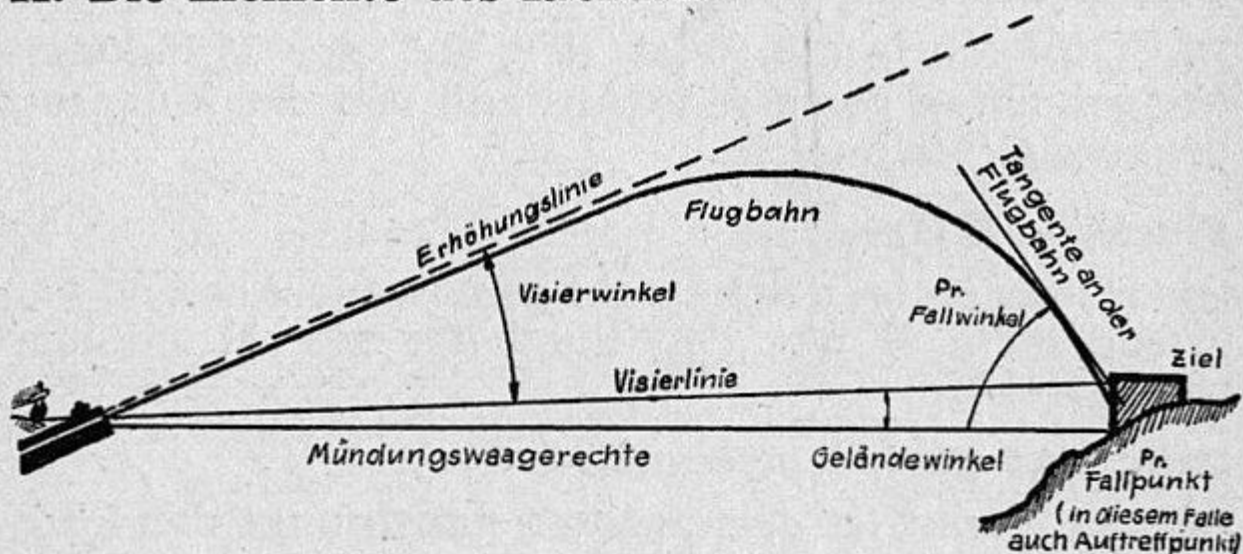 Erhöhungslinie
Flugbahn
Tangente an der
Flugbahn
Visierwinkel
Pr.
Fallwinkel
Ziel
Visierlinie
Mündungswaagerechte
Geländewinkel
Pr.
Fallpunkt
(in diesem Falle
auch Auftreffpunkt)